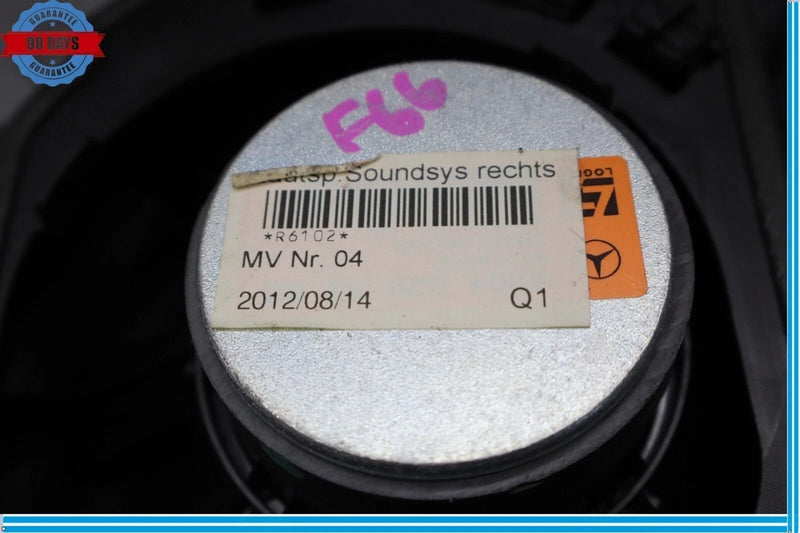 GUARANTEE
90 DAYS
GUARANTEE
F66
Soundsys rechts
*R6102*
MV Nr. 04
2012/08/14
Q1